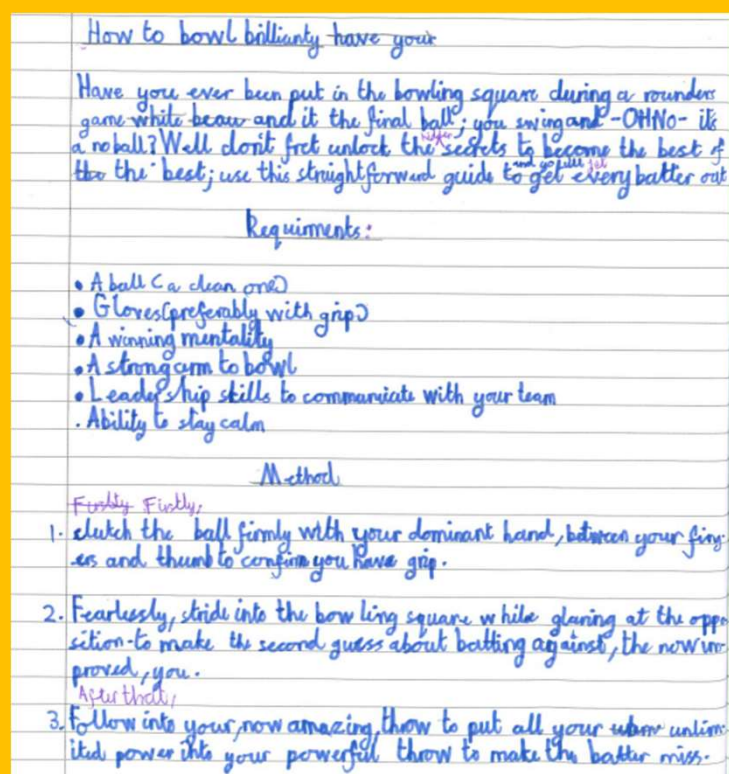 How to bowl brillianty have your
Have you ever been put in the bowling square during a rounders
game white beau and it the final ball; you swing and -OHNo- it's
a no ball? Well don't fret unlock the secrets to become the best of
the the best; use this straightforward guide to get every batter out
Requirments:
• A ball (a clean one)
• Gloves (preferably with grip)
• A winning mentality
• A strong arm to bowl
• Leadership skills to communicate with your team
. Ability to stay calm
Method
Firstly Firstly,
1. clutch the ball firmly with your dominant hand, between your fing-
ers and thumb to confirm you have grip.
2. Fearlessly, stride into the bowling square while glaring at the oppo
sition-to make the second guess about batting against, the now im
proved, you.
After that,
3. Follow into your, now amazing, throw to put all your unlim-
ited power into your powerful throw to make the batter miss.